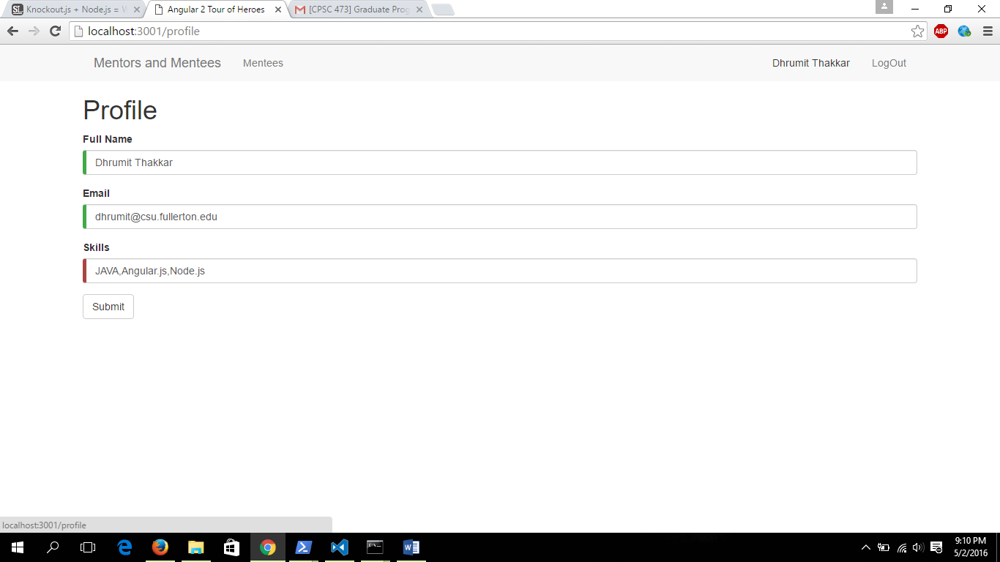 SL Knockout.js + Node.js = Angular 2 Tour of Heroes [CPSC 473] Graduate Prog
localhost:3001/profile ABP
Mentors and Mentees Mentees Dhrumit Thakkar LogOut
Profile
Full Name
Dhrumit Thakkar
Email
dhrumit@csu.fullerton.edu
Skills
JAVA,Angular.js,Node.js
Submit
localhost:3001/profile
9:10 PM
5/2/2016